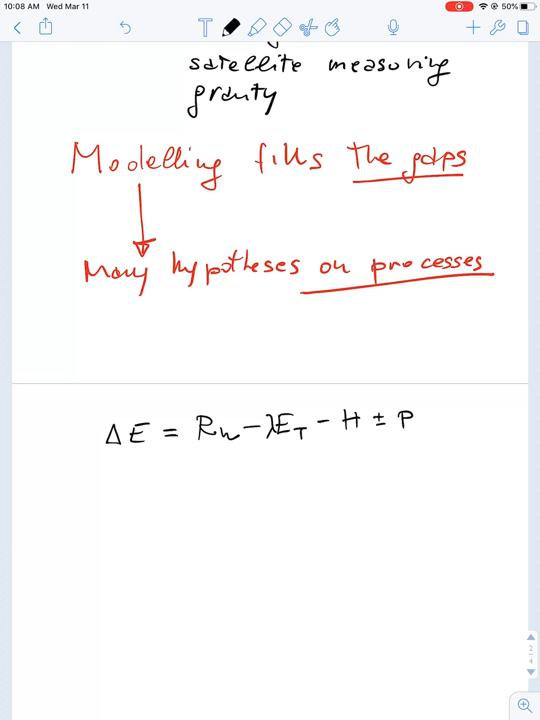 10:08 AM Wed Mar 11
50%
satellite measuring
gravity
Modelling fills the gaps
Many hypotheses on processes
ΔE = Rn - λET - H ± P
2
4